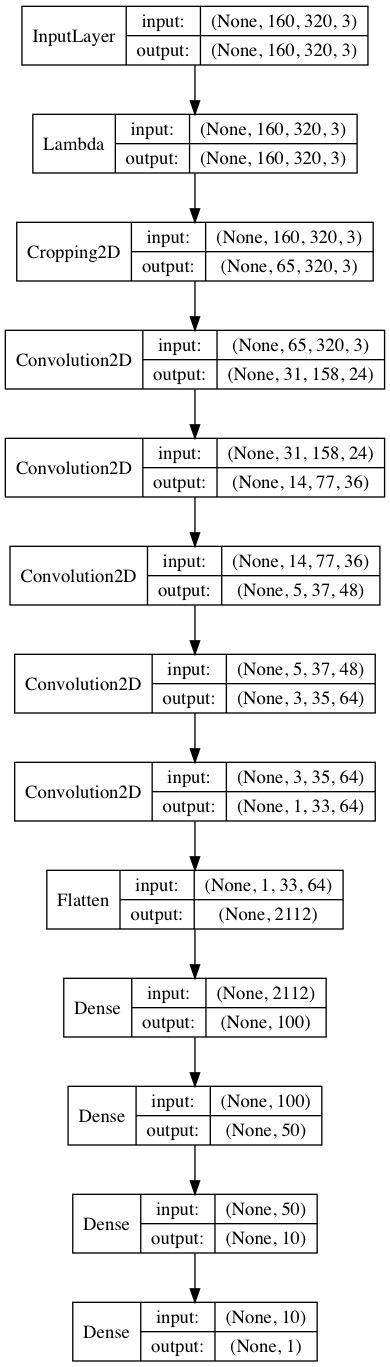 InputLayer
input: (None, 160, 320, 3)
output: (None, 160, 320, 3)
Lambda
input: (None, 160, 320, 3)
output: (None, 160, 320, 3)
Cropping2D
input: (None, 160, 320, 3)
output: (None, 65, 320, 3)
Convolution2D
input: (None, 65, 320, 3)
output: (None, 31, 158, 24)
Convolution2D
input: (None, 31, 158, 24)
output: (None, 14, 77, 36)
Convolution2D
input: (None, 14, 77, 36)
output: (None, 5, 37, 48)
Convolution2D
input: (None, 5, 37, 48)
output: (None, 3, 35, 64)
Convolution2D
input: (None, 3, 35, 64)
output: (None, 1, 33, 64)
Flatten
input: (None, 1, 33, 64)
output: (None, 2112)
Dense
input: (None, 2112)
output: (None, 100)
Dense
input: (None, 100)
output: (None, 50)
Dense
input: (None, 50)
output: (None, 10)
Dense
input: (None, 10)
output: (None, 1)